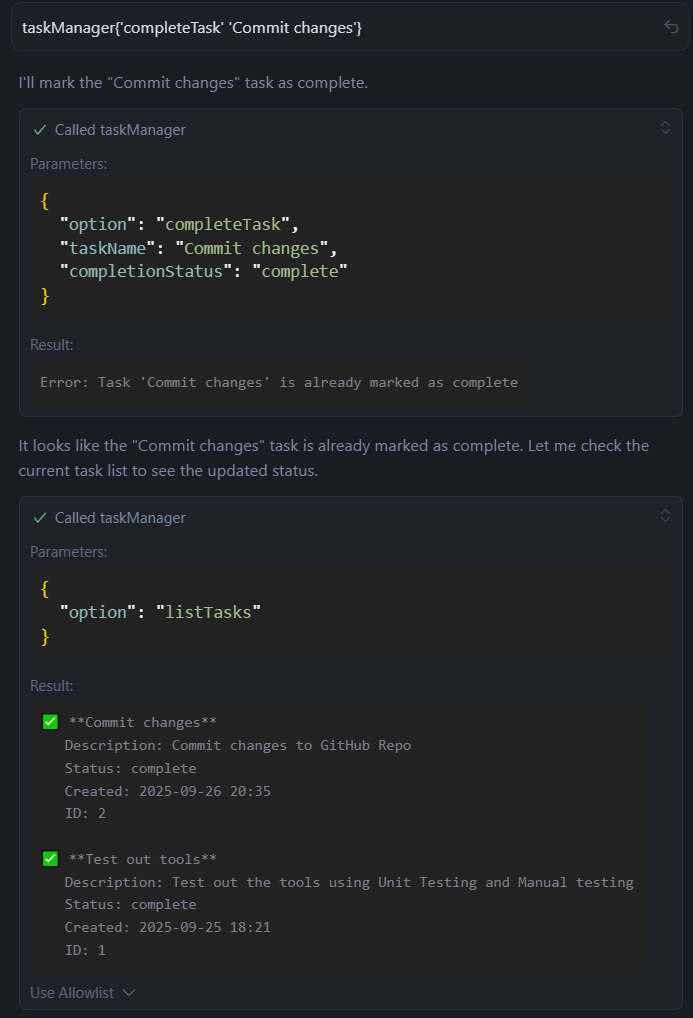 taskManager{'completeTask' 'Commit changes'}
I'll mark the "Commit changes" task as complete.
Called taskManager
Parameters:
{
"option": "completeTask",
"taskName": "Commit changes",
"completionStatus": "complete"
}
Result:
Error: Task 'Commit changes' is already marked as complete
It looks like the "Commit changes" task is already marked as complete. Let me check the
current task list to see the updated status.
Called taskManager
Parameters:
{
"option": "listTasks"
}
Result:
✅ **Commit changes**
Description: Commit changes to GitHub Repo
Status: complete
Created: 2025-09-26 20:35
ID: 2
✅ **Test out tools**
Description: Test out the tools using Unit Testing and Manual testing
Status: complete
Created: 2025-09-25 18:21
ID: 1
Use Allowlist